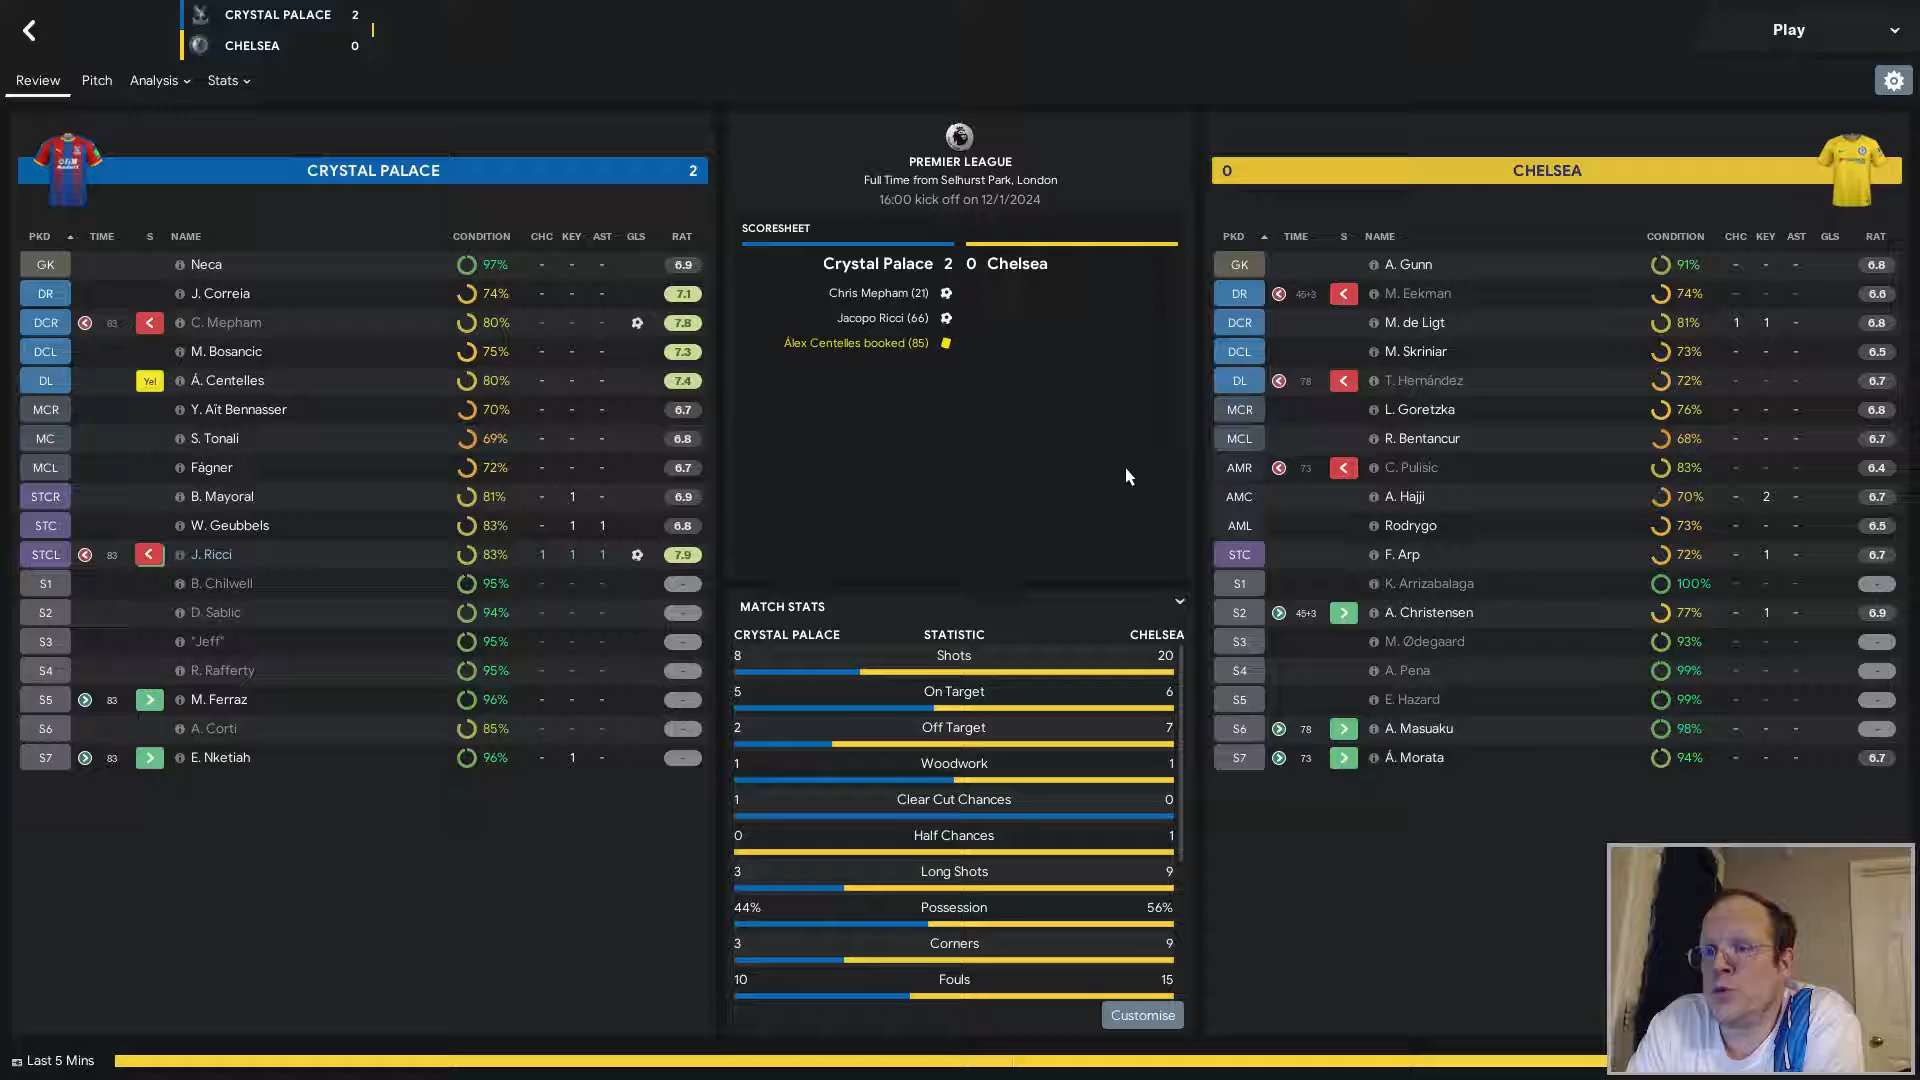 CRYSTAL PALACE 2
CHELSEA 0
Play
Review Pitch Analysis Stats
CRYSTAL PALACE 2
PREMIER LEAGUE
Full Time from Selhurst Park, London
16:00 kick off on 12/1/2024
0 CHELSEA
PKD TIME S NAME CONDITION CHC KEY AST GLS RAT
GK Neca 97% - - - 6.9
DR J. Correia 74% - - - 7.1
DCR 83 C. Mepham 80% - - - 7.8
DCL M. Bosancic 75% - - - 7.3
DL Yel Á. Centelles 80% - - - 7.4
MCR Y. Aït Bennasser 70% - - - 6.7
MC S. Tonali 69% - - - 6.8
MCL Fágner 72% - - - 6.7
STCR B. Mayoral 81% - 1 - 6.9
STC W. Geubbels 83% - 1 1 6.8
STCL 83 J. Ricci 83% 1 1 1 7.9
S1 B. Chilwell 95% - - - -
S2 D. Sablic 94% - - - -
S3 "Jeff" 95% - - - -
S4 R. Rafferty 95% - - - -
S5 83 M. Ferraz 96% - - - -
S6 A. Corti 85% - - - -
S7 83 E. Nketiah 96% - 1 - -
SCORESHEET
Crystal Palace 2 0 Chelsea
Chris Mepham (21)
Jacopo Ricci (66)
Álex Centelles booked (85)
MATCH STATS
CRYSTAL PALACE STATISTIC CHELSEA
8 Shots 20
5 On Target 6
2 Off Target 7
1 Woodwork 1
1 Clear Cut Chances 0
0 Half Chances 1
3 Long Shots 9
44% Possession 56%
3 Corners 9
10 Fouls 15
Customise
PKD TIME S NAME CONDITION CHC KEY AST GLS RAT
GK A. Gunn 91% - - - 6.8
DR 45+3 M. Eekman 74% - - - 6.6
DCR M. de Ligt 81% 1 1 - 6.8
DCL M. Skriniar 73% - - - 6.5
DL 78 T. Hernández 72% - - - 6.7
MCR L. Goretzka 76% - - - 6.8
MCL R. Bentancur 68% - - - 6.7
AMR 73 C. Pulisic 83% - - - 6.4
AMC A. Hajji 70% - 2 - 6.7
AML Rodrygo 73% - - - 6.5
STC F. Arp 72% - 1 - 6.7
S1 K. Arrizabalaga 100% - - - -
S2 45+3 A. Christensen 77% - 1 - 6.9
S3 M. Ødegaard 93% - - - -
S4 A. Pena 99% - - - -
S5 E. Hazard 99% - - - -
S6 78 A. Masuaku 98% - - - -
S7 73 Á. Morata 94% - - - 6.7
Last 5 Mins